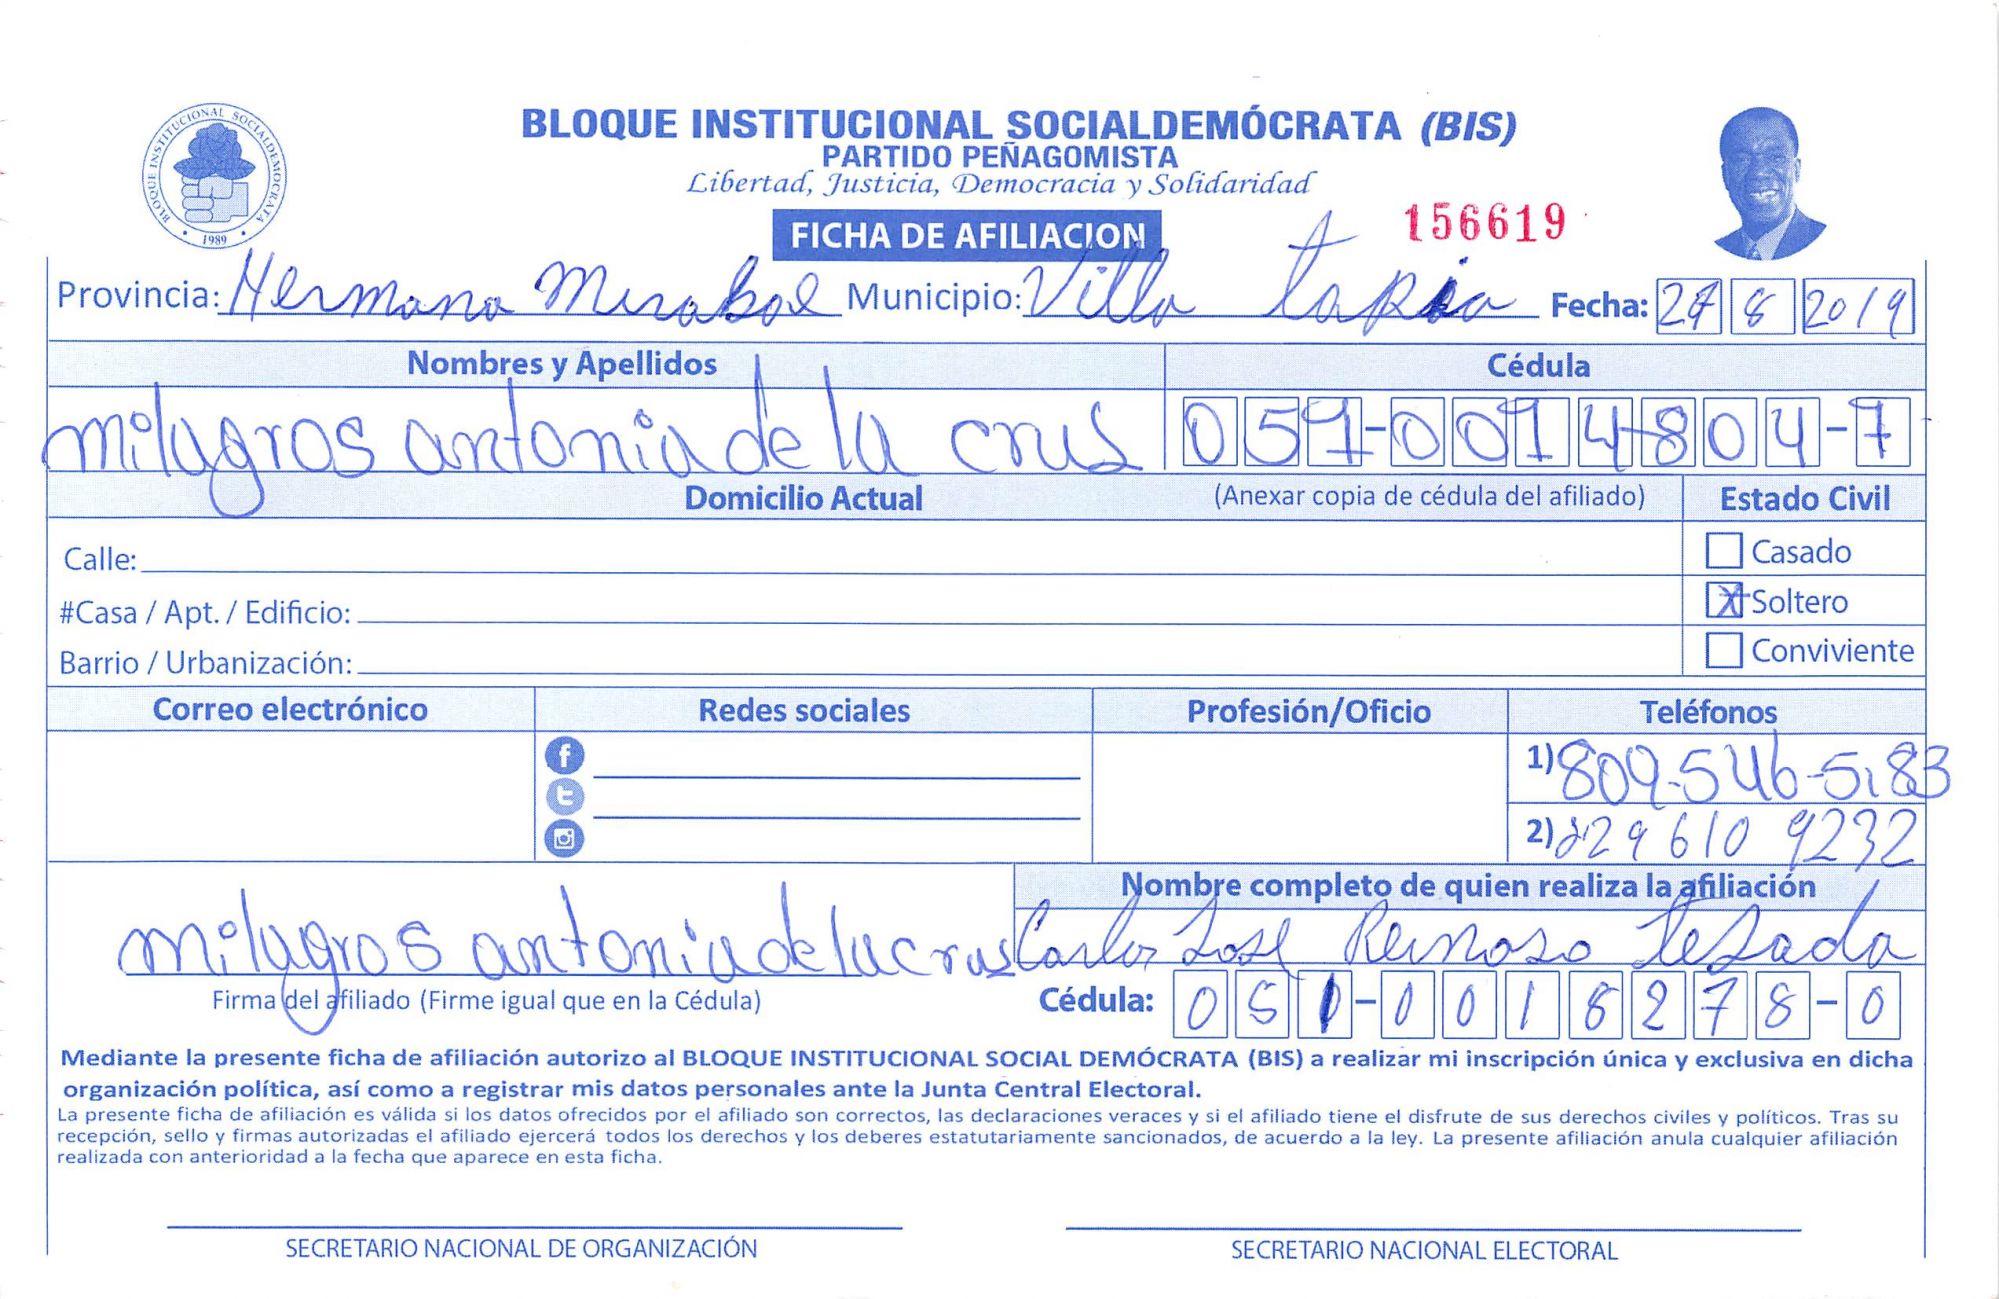 BLOQUE INSTITUCIONAL SOCIALDEMOCRATA
1989
BLOQUE INSTITUCIONAL SOCIALDEMÓCRATA (BIS)
PARTIDO PEÑAGOMISTA
Libertad, Justicia, Democracia y Solidaridad
FICHA DE AFILIACION
156619
Provincia: Hermana Mirabal Municipio: Villa tapia Fecha: 8 2019
Nombres y Apellidos Cédula
milagros antonia de la crus 059-0014804-7
Domicilio Actual (Anexar copia de cédula del afiliado) Estado Civil
Calle: Casado
#Casa / Apt. / Edificio: X Soltero
Barrio / Urbanización: Conviviente
Correo electrónico Redes sociales Profesión/Oficio Teléfonos
1) 809-546-5183
2) 829 610 9232
Nombre completo de quien realiza la afiliación
milagros antonia de la crus Carlos José Reinoso Tejada
Firma del afiliado (Firme igual que en la Cédula) Cédula: 051-0018278-0
Mediante la presente ficha de afiliación autorizo al BLOQUE INSTITUCIONAL SOCIAL DEMÓCRATA (BIS) a realizar mi inscripción única y exclusiva en dicha
organización política, así como a registrar mis datos personales ante la Junta Central Electoral.
La presente ficha de afiliación es válida si los datos ofrecidos por el afiliado son correctos, las declaraciones veraces y si el afiliado tiene el disfrute de sus derechos civiles y políticos. Tras su
recepción, sello y firmas autorizadas el afiliado ejercerá todos los derechos y los deberes estatutariamente sancionados, de acuerdo a la ley. La presente afiliación anula cualquier afiliación
realizada con anterioridad a la fecha que aparece en esta ficha.
SECRETARIO NACIONAL DE ORGANIZACIÓN SECRETARIO NACIONAL ELECTORAL